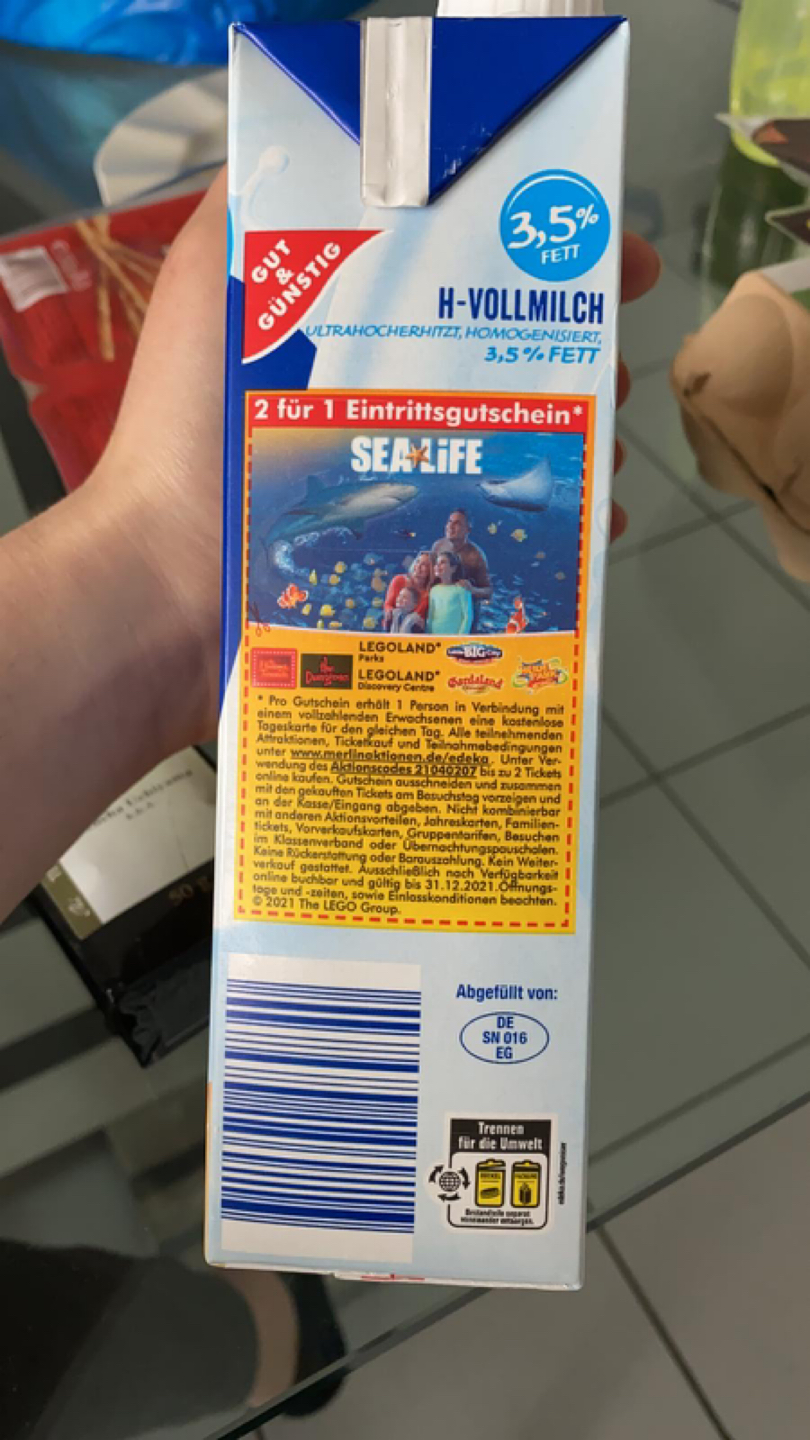 3,5%
FETT
GUT
&
GÜNSTIG
H-VOLLMILCH
ULTRAHOCHERHITZT, HOMOGENISIERT,
3,5 % FETT
2 für 1 Eintrittsgutschein*
SEA LiFE
LEGOLAND®
Parks
BIG
the Dungeons
LEGOLAND®
Discovery Centre
Gardaland
* Pro Gutschein erhält 1 Person in Verbindung mit
einem vollzahlenden Erwachsenen eine kostenlose
Tageskarte für den gleichen Tag. Alle teilnehmenden
Attraktionen, Ticketkauf und Teilnahmebedingungen
unter www.merlinaktionen.de/edeka. Unter Ver-
wendung des Aktionscodes 21040207 bis zu 2 Tickets
online kaufen. Gutschein ausschneiden und zusammen
mit den gekauften Tickets am Besuchstag vorzeigen und
an der Kasse/Eingang abgeben. Nicht kombinierbar
mit anderen Aktionsvorteilen, Jahreskarten, Familien-
tickets, Vorverkaufskarten, Gruppentarifen, Besuchen
im Klassenverband oder Übernachtungspauschalen.
Keine Rückerstattung oder Barauszahlung. Kein Weiter-
verkauf gestattet. Ausschließlich nach Verfügbarkeit
online buchbar und gültig bis 31.12.2021. Öffnungs-
tage und -zeiten, sowie Einlasskonditionen beachten.
© 2021 The LEGO Group.
Abgefüllt von:
DE
SN 016
EG
Trennen
für die Umwelt